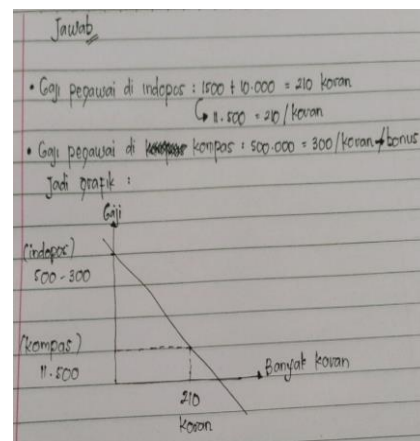 Jawab
• Gaji pegawai di indopos : 1500 + 10.000 = 210 koran
↳ 11.500 = 210/koran
• Gaji pegawai di kompas : 500.000 = 300/koran → bonus
Jadi grafik :
Gaji
(indopos)
500 - 300
(kompas)
11.500
Banyak koran
210
koran